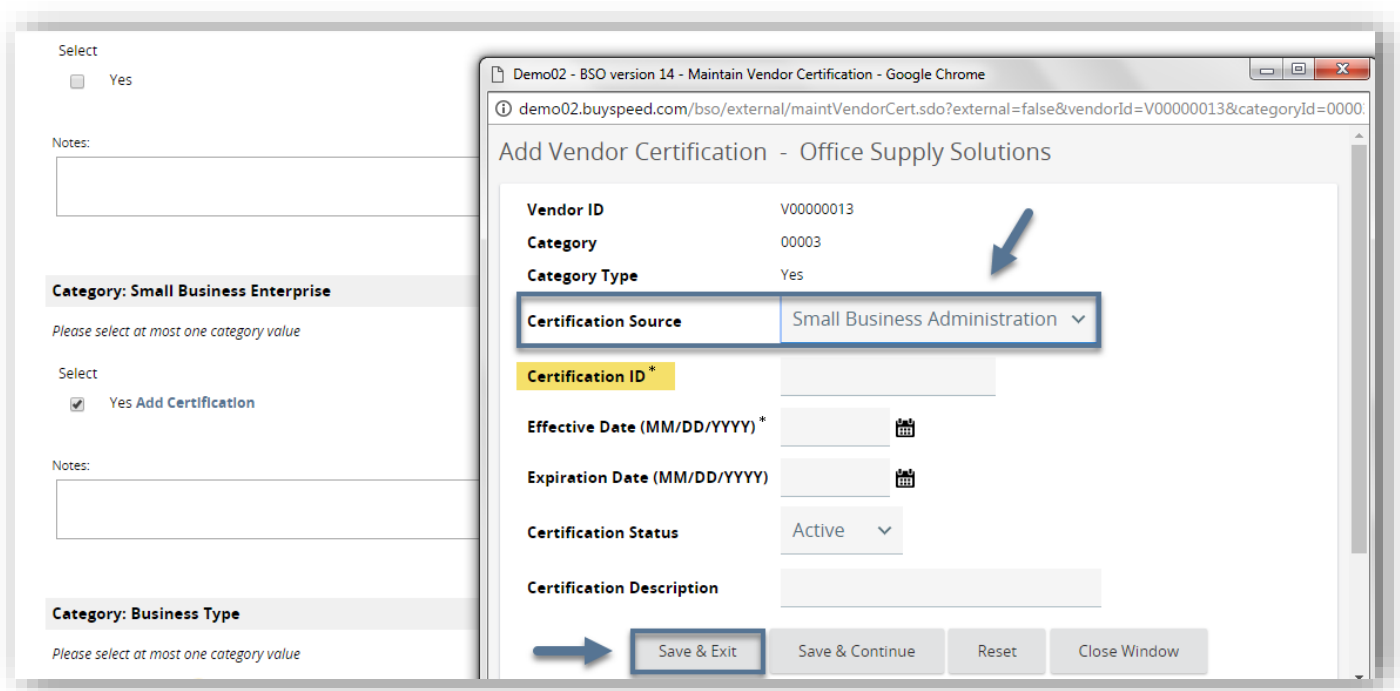 Select
Yes
Notes:
Category: Small Business Enterprise
Please select at most one category value
Select
Yes Add Certification
Notes:
Category: Business Type
Please select at most one category value
Demo02 - BSO version 14 - Maintain Vendor Certification - Google Chrome
demo02.buyspeed.com/bso/external/maintVendorCert.sdo?external=false&vendorId=V00000013&categoryId=0000
Add Vendor Certification - Office Supply Solutions
Vendor ID V00000013
Category 00003
Category Type Yes
Certification Source Small Business Administration
Certification ID*
Effective Date (MM/DD/YYYY)*
Expiration Date (MM/DD/YYYY)
Certification Status Active
Certification Description
Save & Exit Save & Continue Reset Close Window